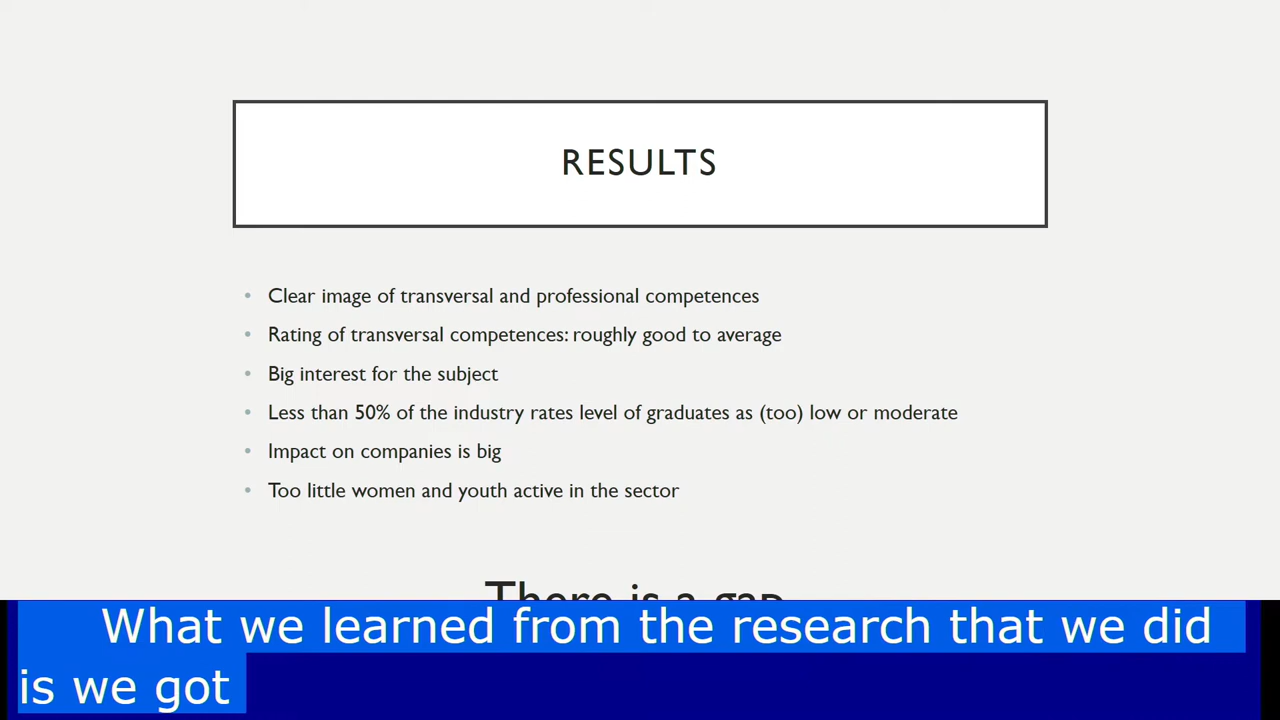 RESULTS
• Clear image of transversal and professional competences
• Rating of transversal competences: roughly good to average
• Big interest for the subject
• Less than 50% of the industry rates level of graduates as (too) low or moderate
• Impact on companies is big
• Too little women and youth active in the sector
There is a gap
What we learned from the research that we did
is we got